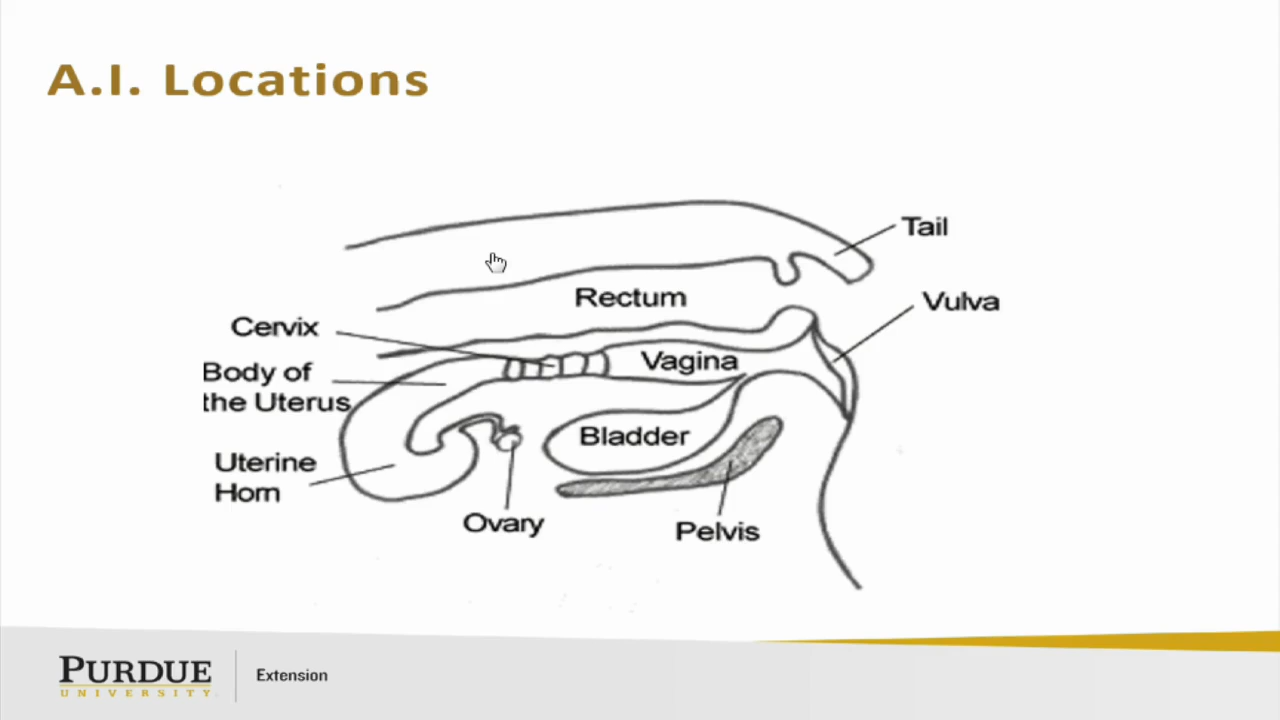 A.I. Locations
Tail
Rectum
Vulva
Cervix
Vagina
Body of
the Uterus
Bladder
Uterine
Horn
Ovary
Pelvis
PURDUE
UNIVERSITY
Extension